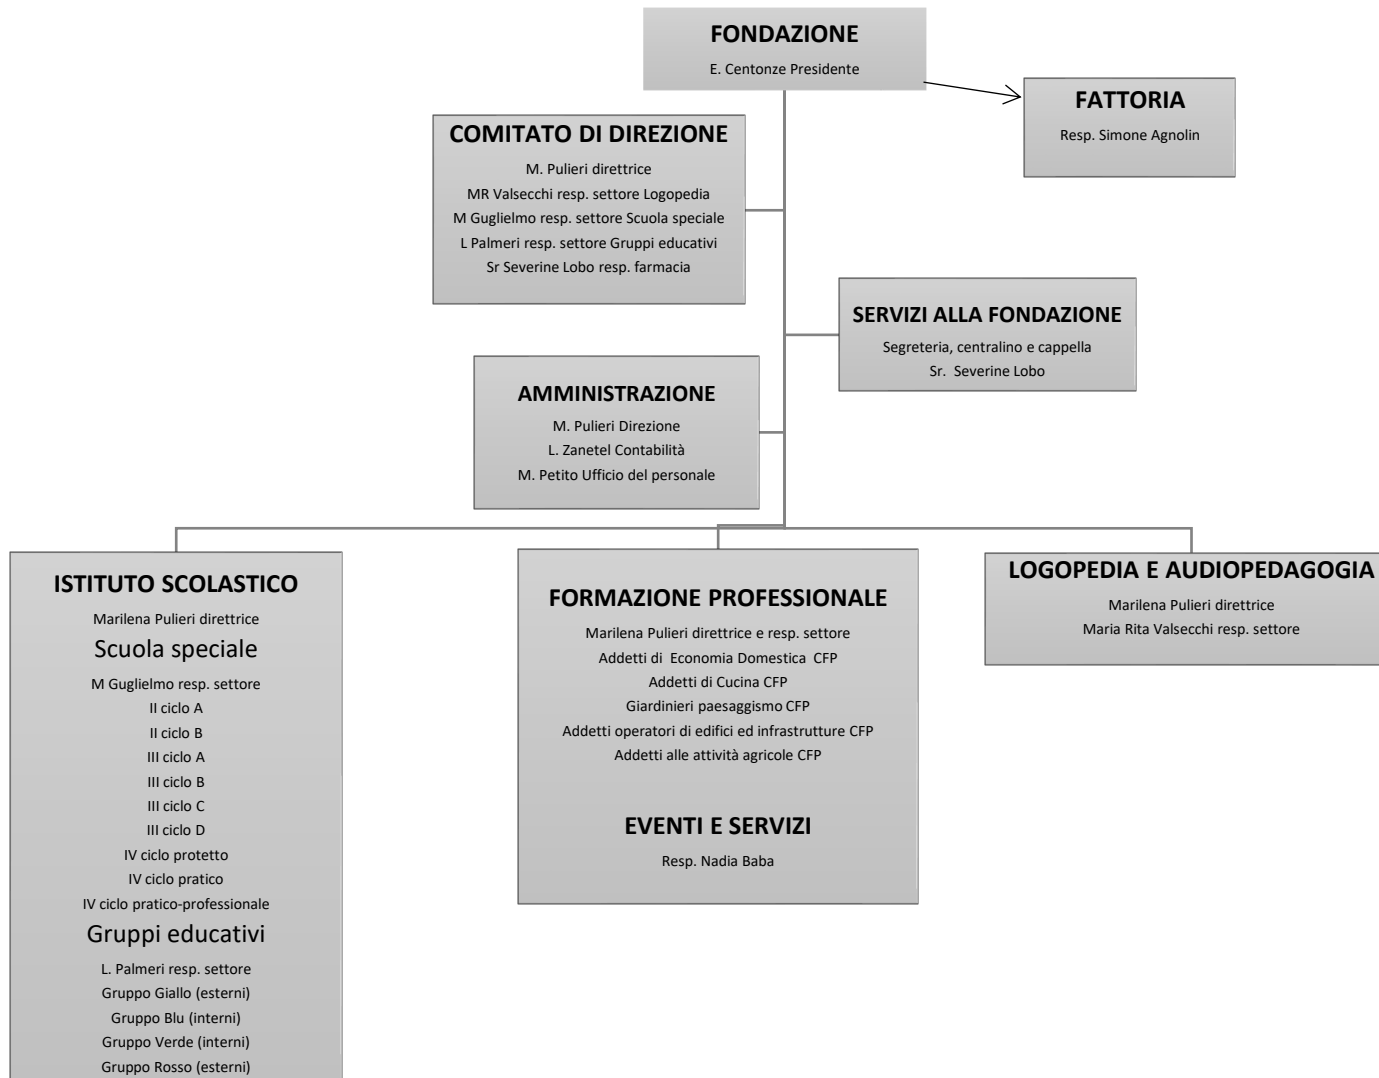 FONDAZIONE
E. Centonze Presidente
FATTORIA
Resp. Simone Agnolin
COMITATO DI DIREZIONE
M. Pulieri direttrice
MR Valsecchi resp. settore Logopedia
M Guglielmo resp. settore Scuola speciale
L Palmeri resp. settore Gruppi educativi
Sr Severine Lobo resp. farmacia
SERVIZI ALLA FONDAZIONE
Segreteria, centralino e cappella
Sr. Severine Lobo
AMMINISTRAZIONE
M. Pulieri Direzione
L. Zanetel Contabilità
M. Petito Ufficio del personale
ISTITUTO SCOLASTICO
Marilena Pulieri direttrice
Scuola speciale
M Guglielmo resp. settore
II ciclo A
II ciclo B
III ciclo A
III ciclo B
III ciclo C
III ciclo D
IV ciclo protetto
IV ciclo pratico
IV ciclo pratico-professionale
Gruppi educativi
L. Palmeri resp. settore
Gruppo Giallo (esterni)
Gruppo Blu (interni)
Gruppo Verde (interni)
Gruppo Rosso (esterni)
FORMAZIONE PROFESSIONALE
Marilena Pulieri direttrice e resp. settore
Addetti di Economia Domestica CFP
Addetti di Cucina CFP
Giardinieri paesaggismo CFP
Addetti operatori di edifici ed infrastrutture CFP
Addetti alle attività agricole CFP
EVENTI E SERVIZI
Resp. Nadia Baba
LOGOPEDIA E AUDIOPEDAGOGIA
Marilena Pulieri direttrice
Maria Rita Valsecchi resp. settore